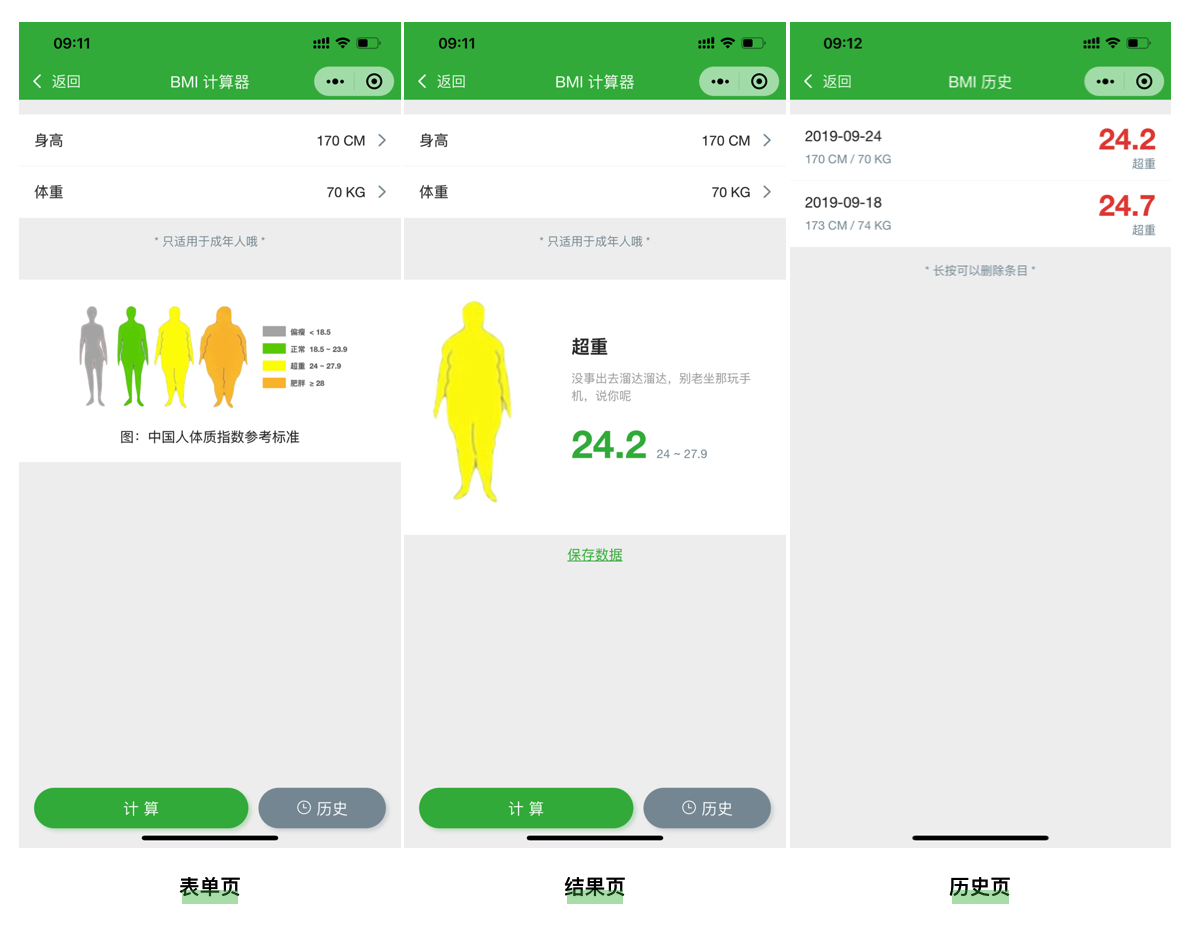 09:11
返回
BMI 计算器
身高
170 CM
体重
70 KG
* 只适用于成年人哦 *
偏瘦 < 18.5
正常 18.5 ~ 23.9
超重 24 ~ 27.9
肥胖 ≥ 28
图：中国人体质指数参考标准
计 算
历史
表单页
09:11
返回
BMI 计算器
身高
170 CM
体重
70 KG
* 只适用于成年人哦 *
超重
没事出去溜达溜达，别老坐那玩手
机，说你呢
24.2 24 ~ 27.9
保存数据
计 算
历史
结果页
09:12
返回
BMI 历史
2019-09-24
170 CM / 70 KG
24.2
超重
2019-09-18
173 CM / 74 KG
24.7
超重
* 长按可以删除条目 *
历史页